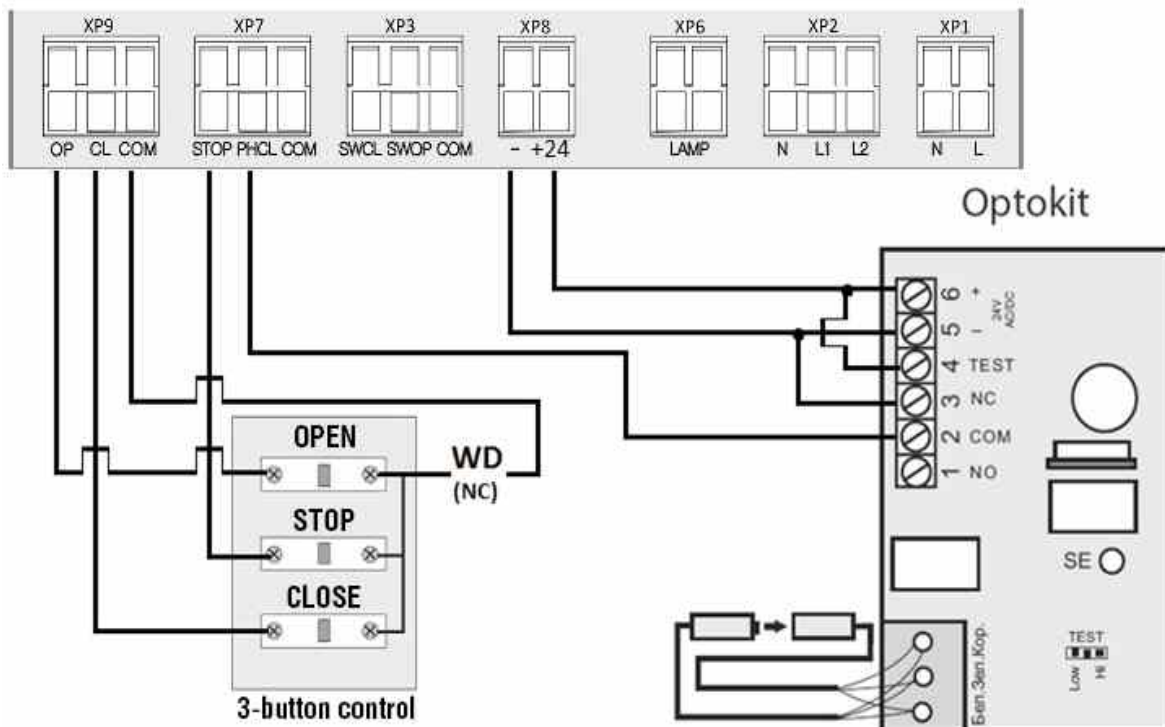 XP9 XP7 XP3 XP8 XP6 XP2 XP1
OP CL COM STOP PHCL COM SWCL SWOP COM - +24 LAMP N L1 L2 N L
Optokit
6 +
24V
AC/DC
5 -
4 TEST
3 NC
2 COM
1 NO
OPEN
WD
(NC)
STOP
CLOSE
SE
TEST
Low Hi
Бел.Зел.Кор.
3-button control